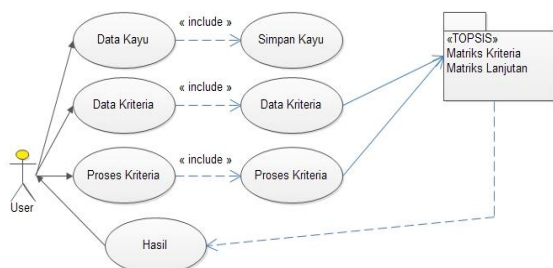 Data Kayu
« include »
Simpan Kayu
«TOPSIS»
Matriks Kriteria
Matriks Lanjutan
Data Kriteria
« include »
Data Kriteria
Proses Kriteria
« include »
Proses Kriteria
User
Hasil